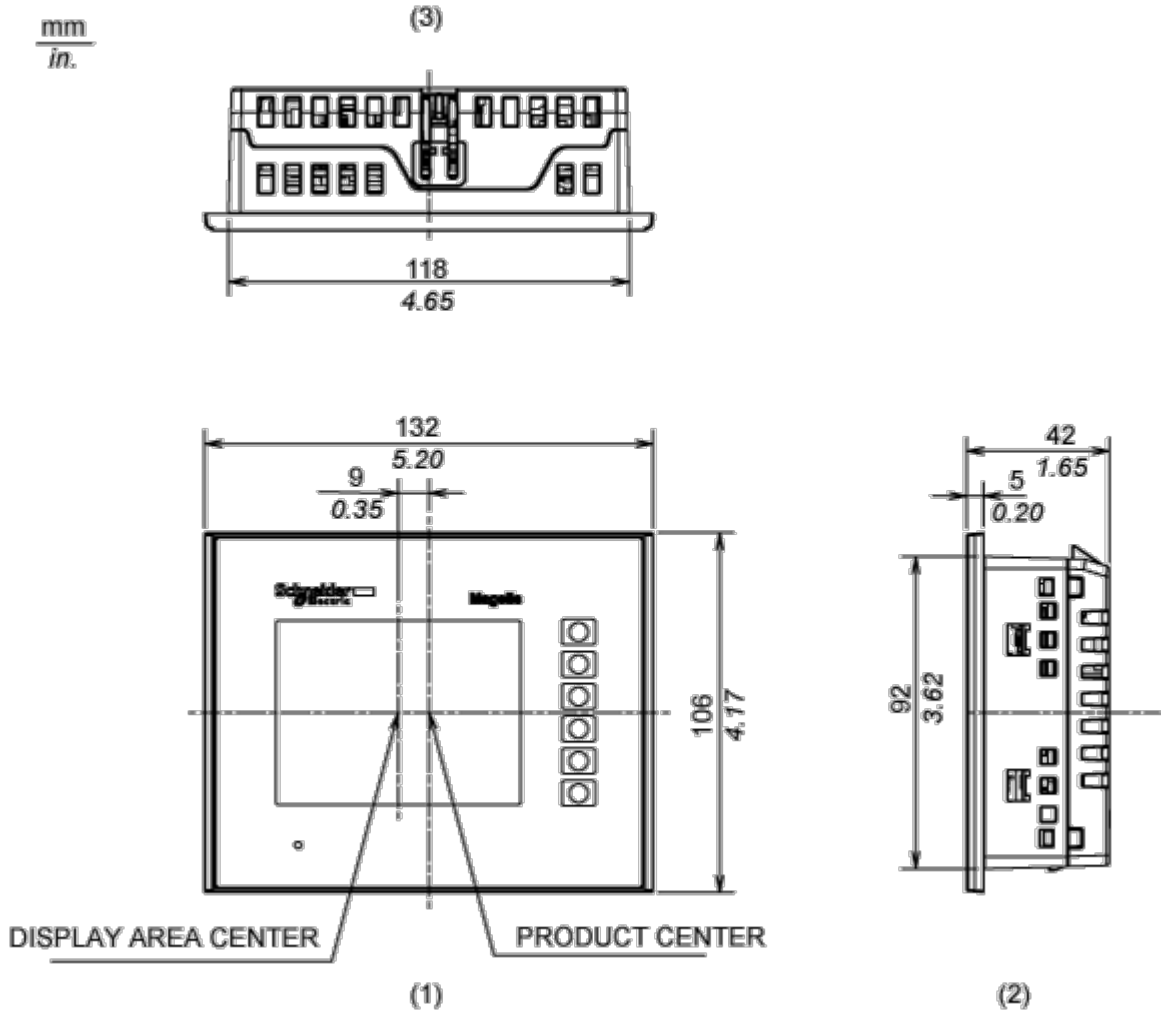 mm
in.
(3)
118
4.65
132
5.20
9
0.35
42
1.65
5
0.20
Schneider
Electric
Magelis
106
4.17
92
3.62
DISPLAY AREA CENTER
PRODUCT CENTER
(1)
(2)